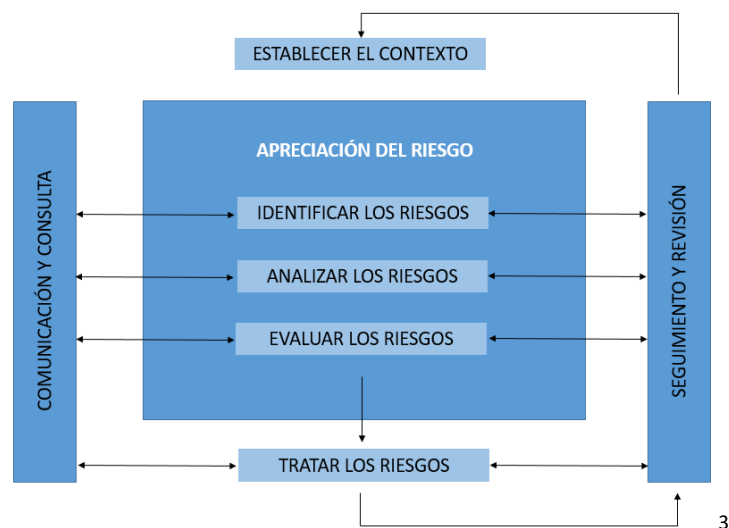 ESTABLECER EL CONTEXTO
COMUNICACIÓN Y CONSULTA
APRECIACIÓN DEL RIESGO
IDENTIFICAR LOS RIESGOS
ANALIZAR LOS RIESGOS
EVALUAR LOS RIESGOS
TRATAR LOS RIESGOS
SEGUIMIENTO Y REVISIÓN
3